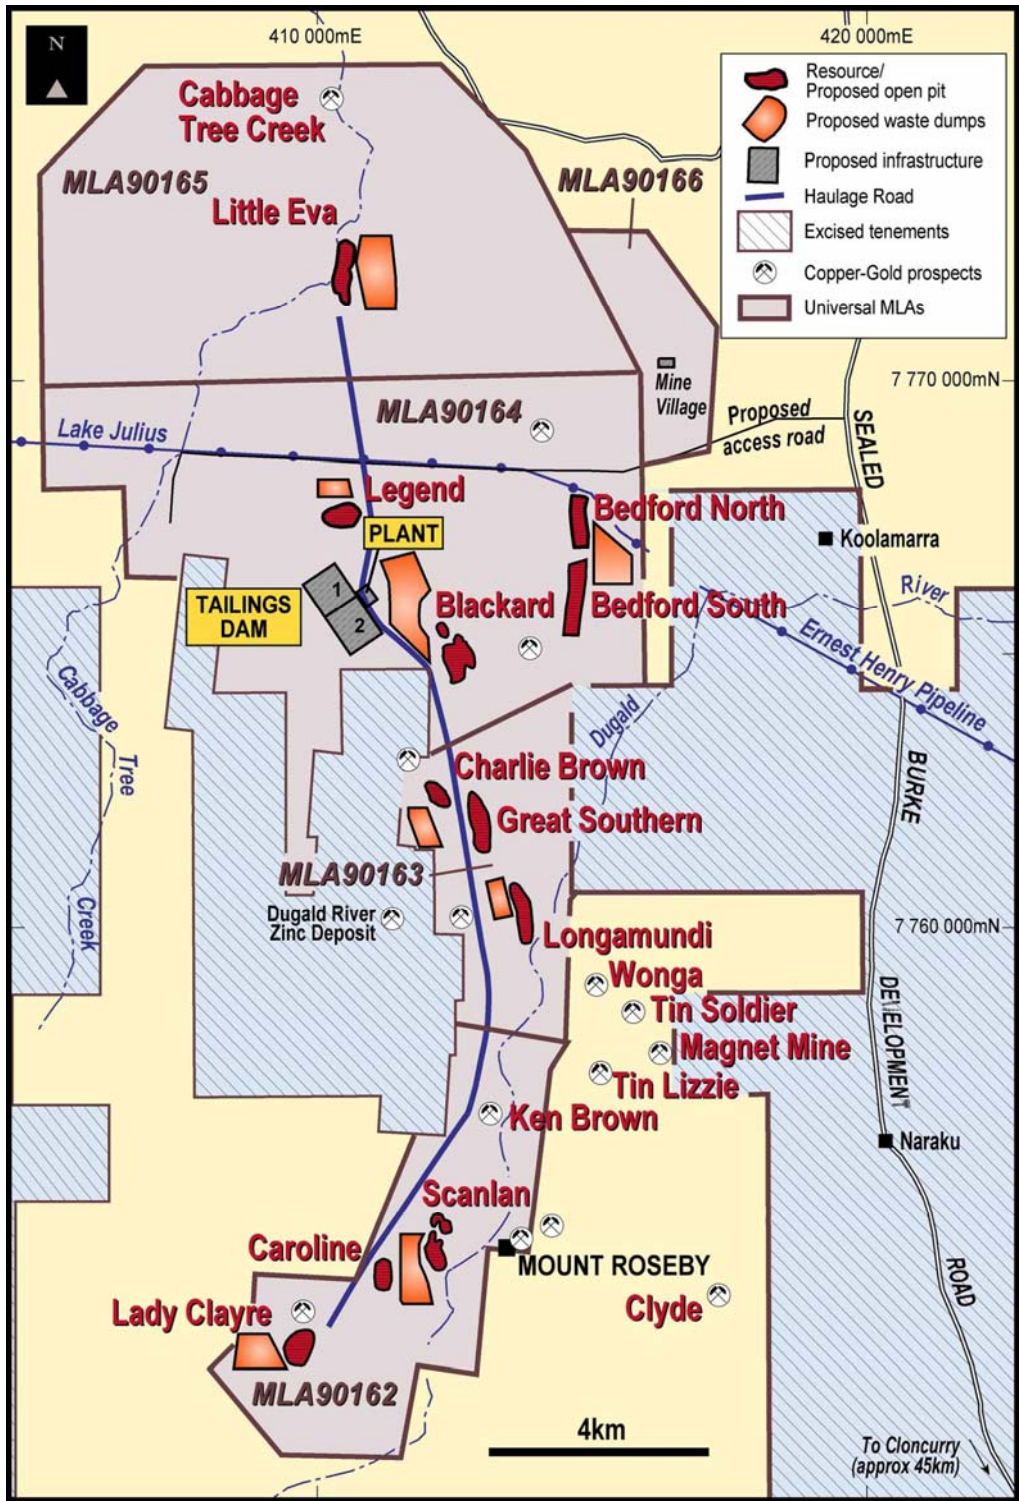 410 000mE
420 000mE
N
Resource/
Proposed open pit
Proposed waste dumps
Proposed infrastructure
Haulage Road
Excised tenements
Copper-Gold prospects
Universal MLAs
Cabbage
Tree Creek
MLA90165
MLA90166
Little Eva
Mine
Village
7 770 000mN
MLA90164
Proposed
access road
Lake Julius
SEALED
Legend
Bedford North
PLANT
Koolamarra
1
2
TAILINGS
DAM
Blackard
Bedford South
River
Ernest Henry Pipeline
Cabbage
Tree
Creek
Dugald
Charlie Brown
BURKE
Great Southern
MLA90163
Dugald River
Zinc Deposit
7 760 000mN
Longamundi
Wonga
Tin Soldier
DEVELOPMENT
Magnet Mine
Tin Lizzie
Ken Brown
Naraku
Scanlan
Caroline
MOUNT ROSEBY
ROAD
Lady Clayre
Clyde
MLA90162
4km
To Cloncurry
(approx 45km)